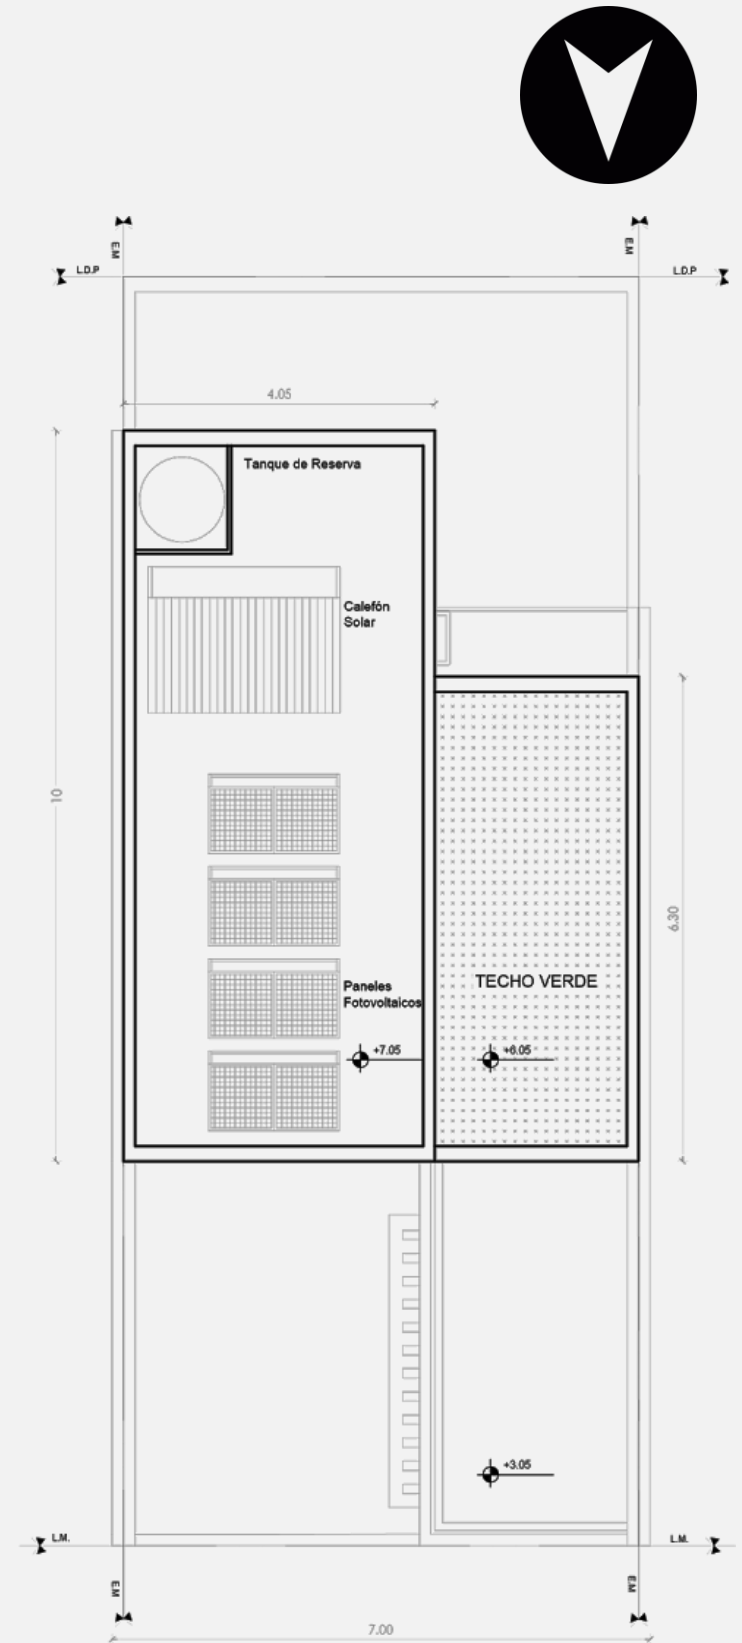 E.M
E.M
L.D.P
L.D.P
4.05
Tanque de Reserva
Calefón
Solar
10
6.30
TECHO VERDE
Paneles
Fotovoltaicos
+7.05
+6.05
+3.05
L.M.
L.M.
E.M
E.M
7.00